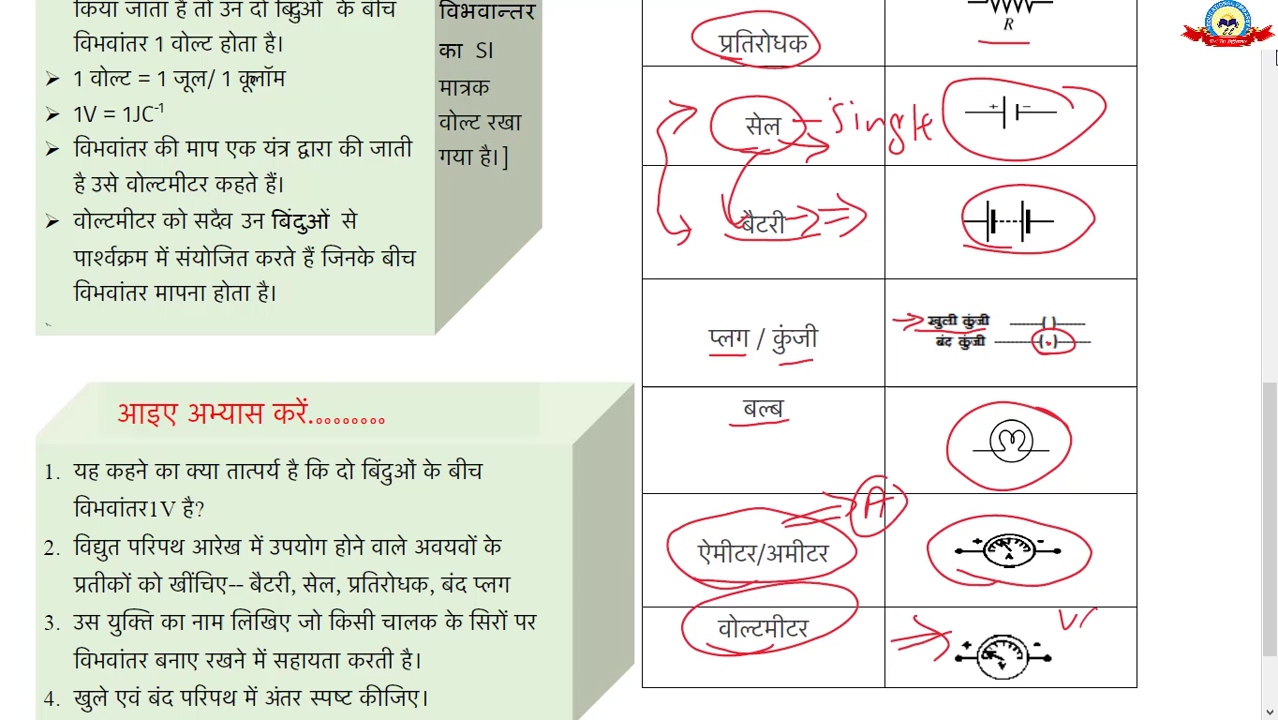 किया जाता है तो उन दो बिंदुओं के बीच
विभवांतर 1 वोल्ट होता है।
➤ 1 वोल्ट = 1 जूल/ 1 कूलॉम
➤ 1V = 1JC⁻¹
➤ विभवांतर की माप एक यंत्र द्वारा की जाती
है उसे वोल्टमीटर कहते हैं।
➤ वोल्टमीटर को सदैव उन बिंदुओं से
पार्श्वक्रम में संयोजित करते हैं जिनके बीच
विभवांतर मापना होता है।
विभवान्तर
का SI
मात्रक
वोल्ट रखा
गया है।]
आइए अभ्यास करें.........
1. यह कहने का क्या तात्पर्य है कि दो बिंदुओं के बीच
विभवांतर1V है?
2. विद्युत परिपथ आरेख में उपयोग होने वाले अवयवों के
प्रतीकों को खींचिए-- बैटरी, सेल, प्रतिरोधक, बंद प्लग
3. उस युक्ति का नाम लिखिए जो किसी चालक के सिरों पर
विभवांतर बनाए रखने में सहायता करती है।
4. खुले एवं बंद परिपथ में अंतर स्पष्ट कीजिए।
R
प्रतिरोधक
सेल single + −
बैटरी
प्लग / कुंजी
खुली कुंजी ( )
बंद कुंजी (•)
बल्ब
A
ऐमीटर/अमीटर + - A
वोल्टमीटर + - V